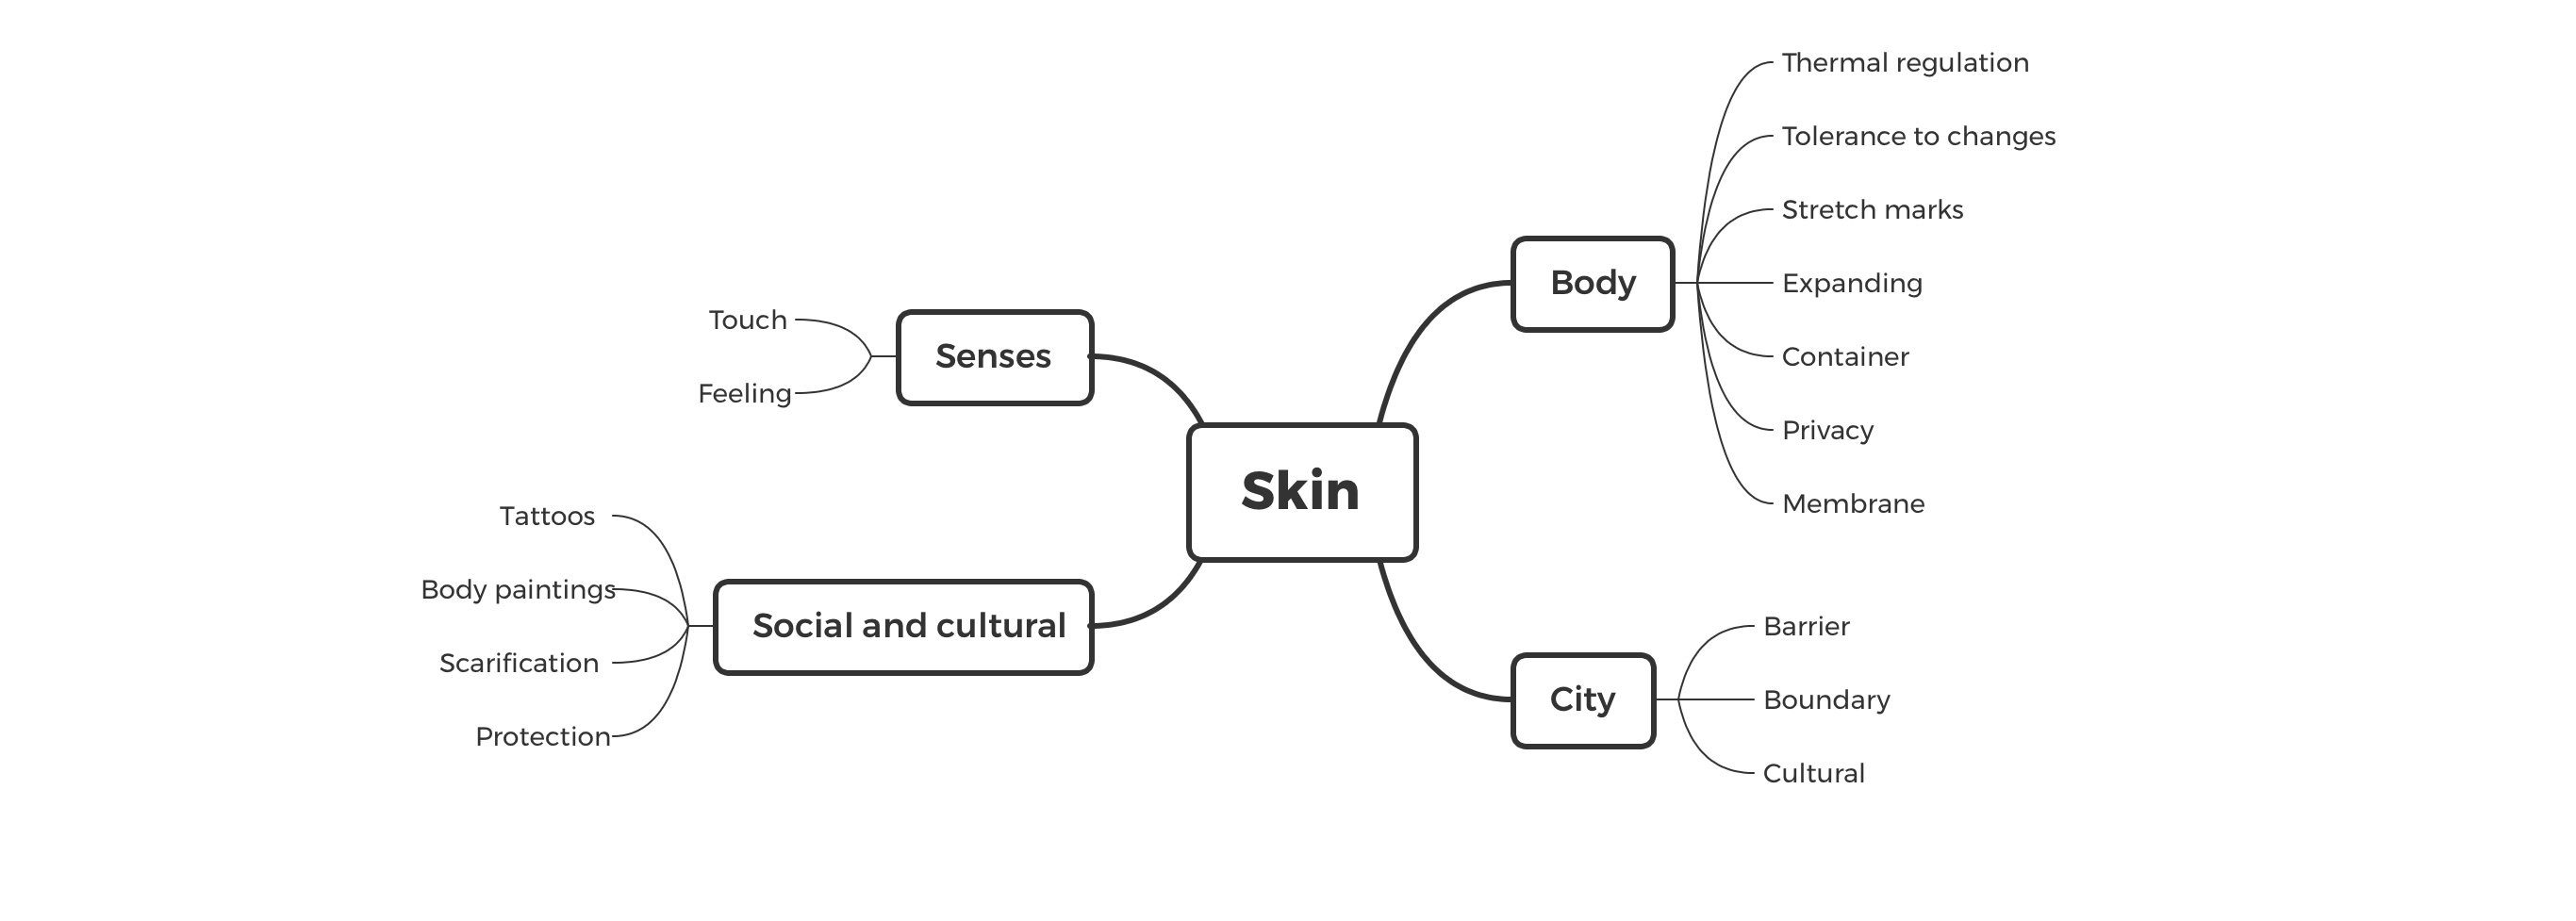 Skin
Body
Thermal regulation
Tolerance to changes
Stretch marks
Expanding
Container
Privacy
Membrane
City
Barrier
Boundary
Cultural
Senses
Touch
Feeling
Social and cultural
Tattoos
Body paintings
Scarification
Protection